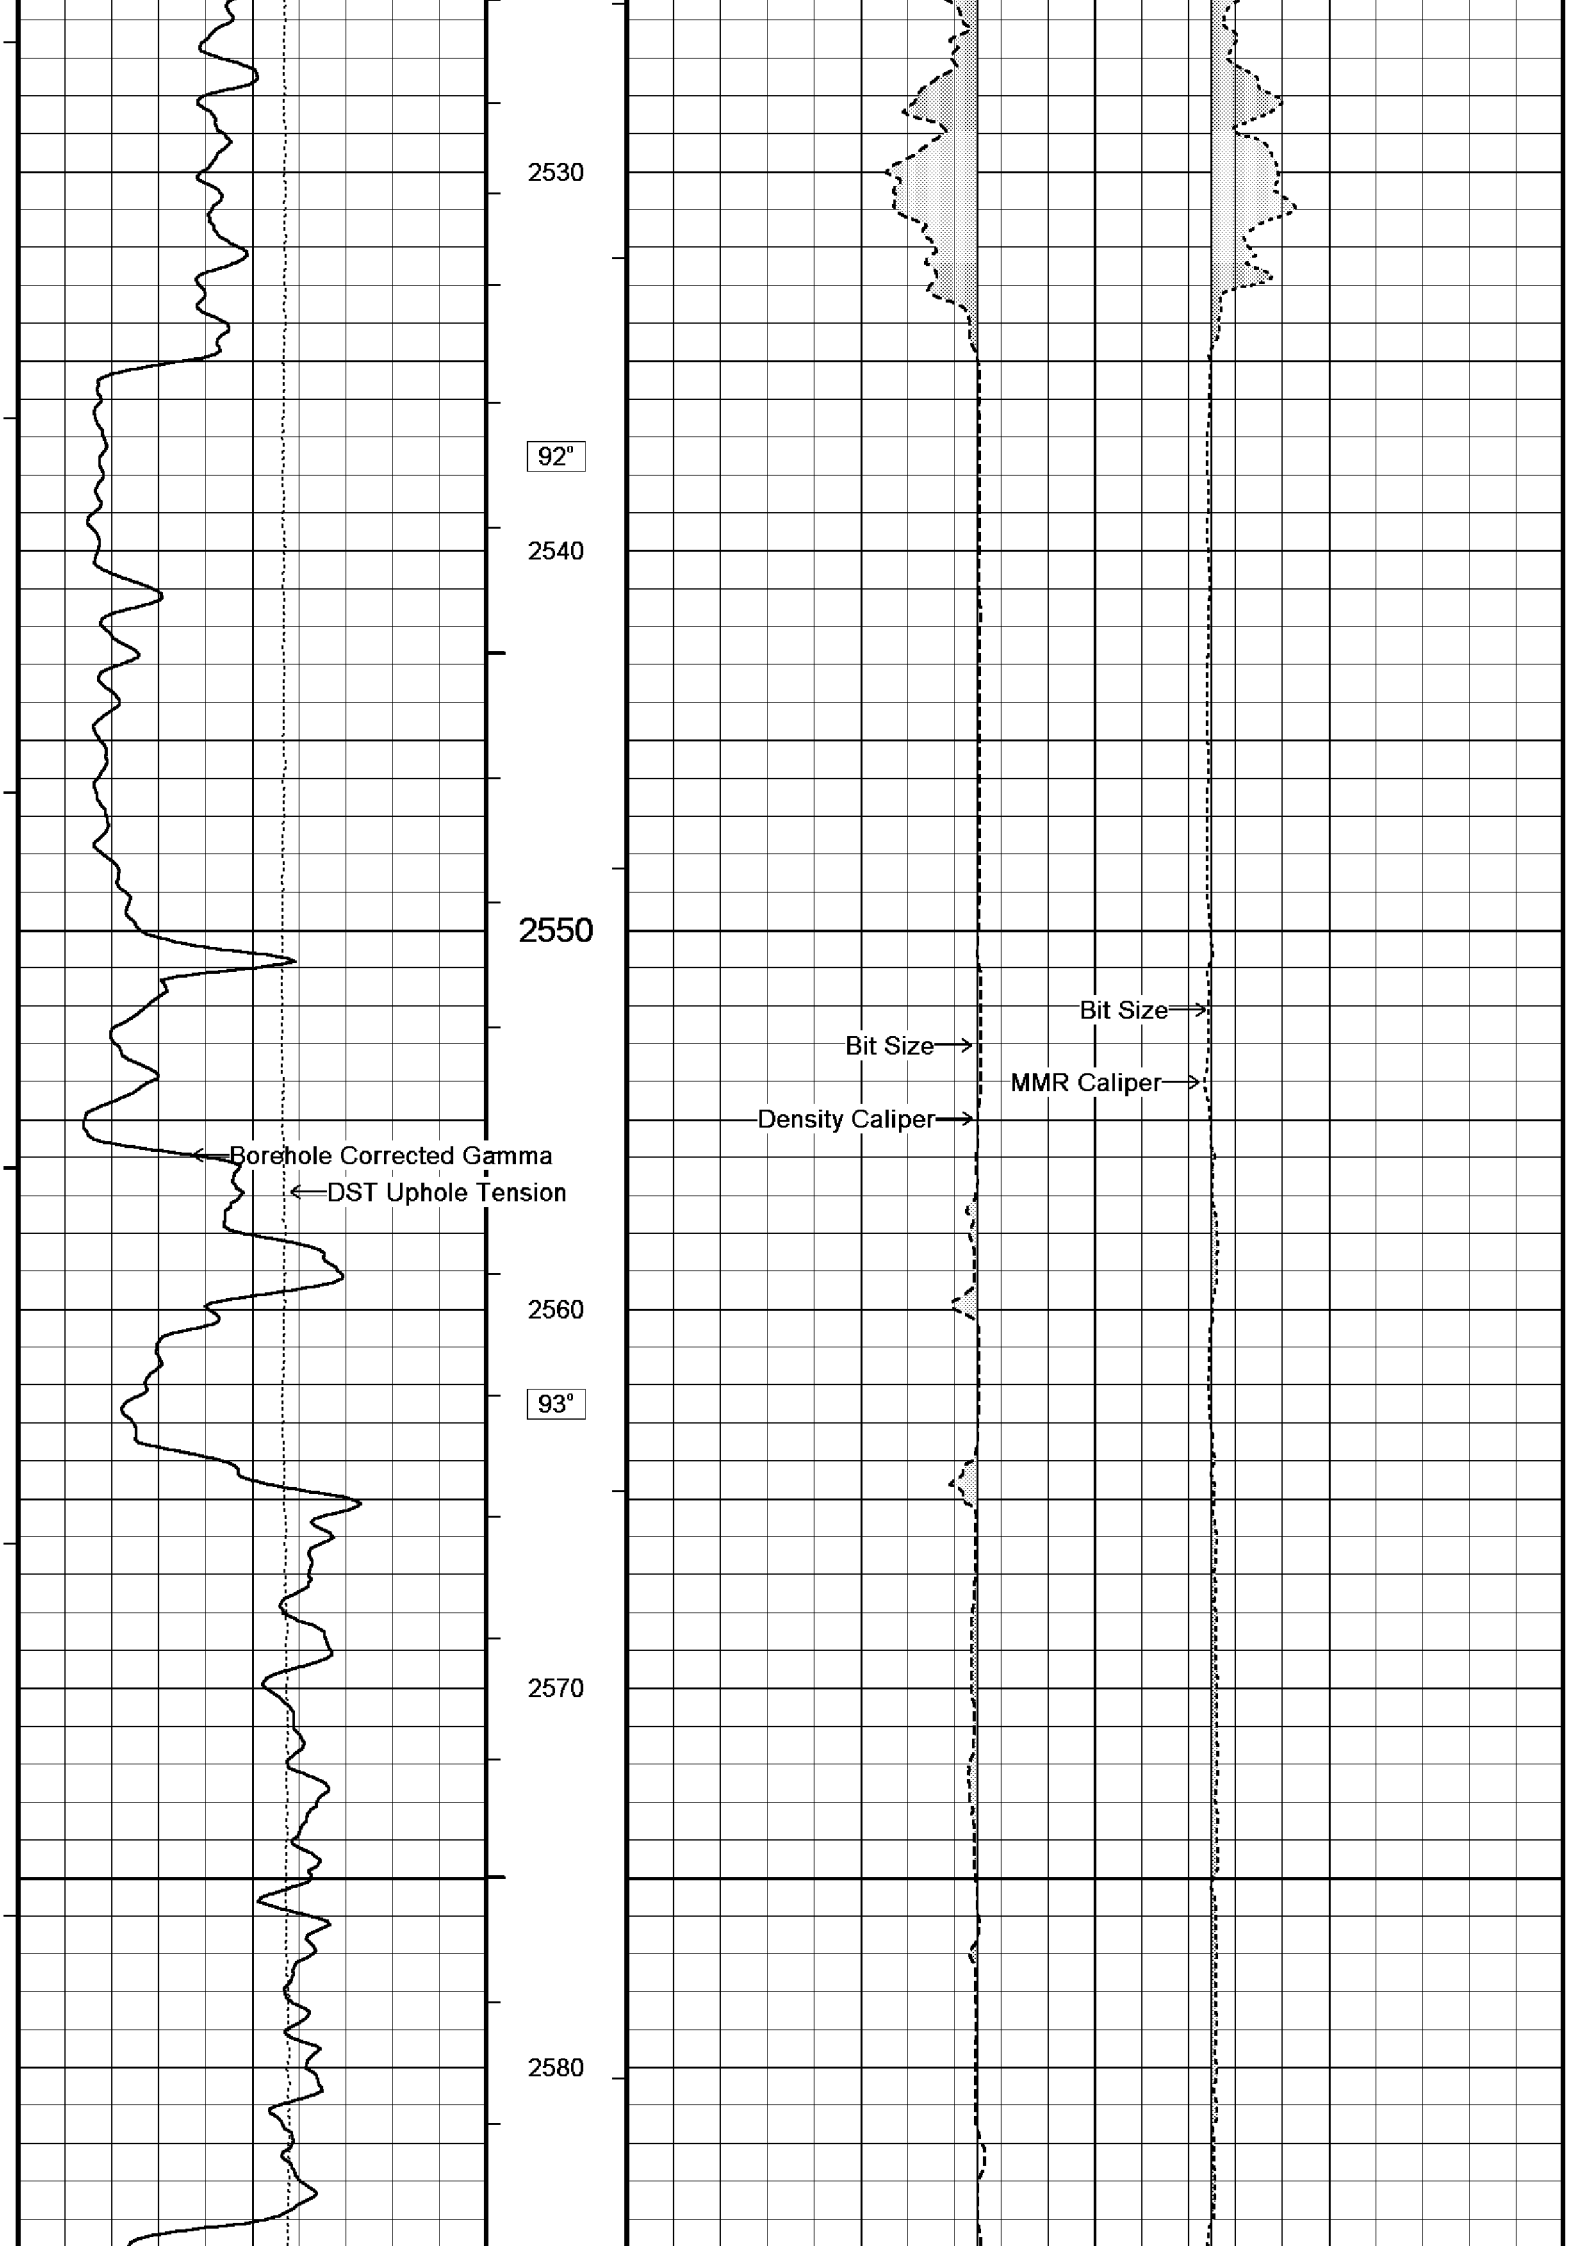 2530
92°
2540
2550
Bit Size
Bit Size
MMR Caliper
Density Caliper
Borehole Corrected Gamma
DST Uphole Tension
2560
93°
2570
2580